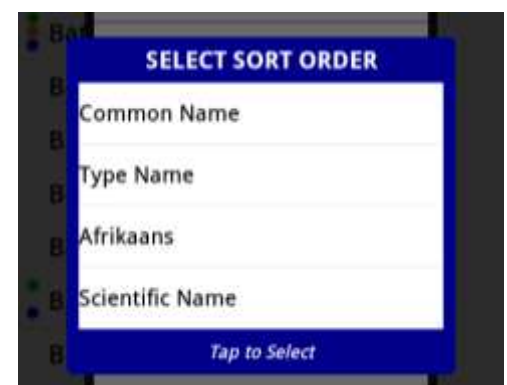 SELECT SORT ORDER
Common Name
Type Name
Afrikaans
Scientific Name
Tap to Select